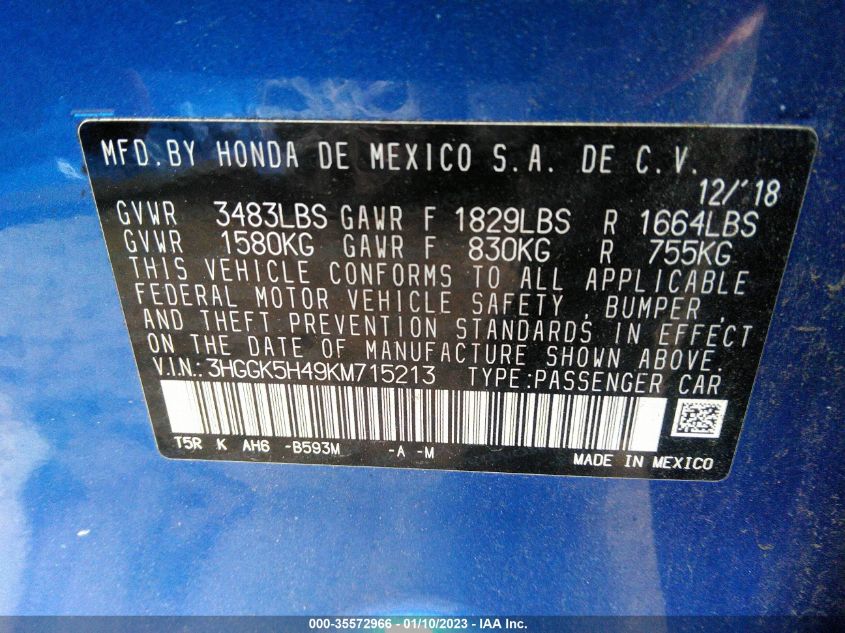 MFD.BY HONDA DE MEXICO S.A. DE C.V.
12/'18
GVWR 3483LBS GAWR F 1829LBS R 1664LBS
GVWR 1580KG GAWR F 830KG R 755KG
THIS VEHICLE CONFORMS TO ALL APPLICABLE
FEDERAL MOTOR VEHICLE SAFETY , BUMPER ,
AND THEFT PREVENTION STANDARDS IN EFFECT
ON THE DATE OF MANUFACTURE SHOWN ABOVE.
V.I.N.:3HGGK5H49KM715213 TYPE:PASSENGER CAR
T5R K AH6 -B593M -A -M
MADE IN MEXICO
000-35572966 - 01/10/2023 - IAA Inc.